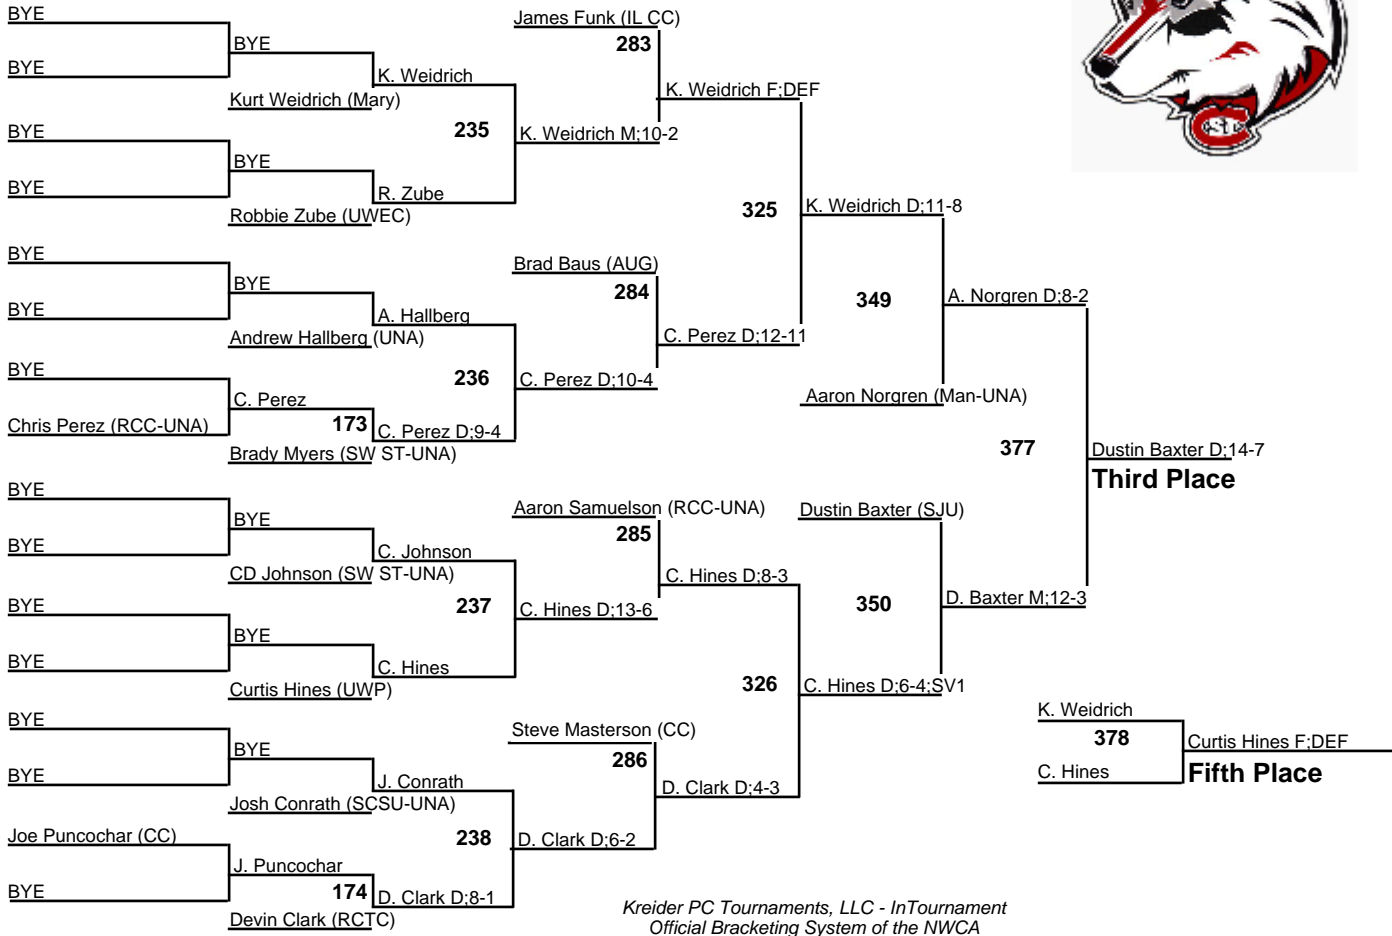 BYE
James Funk (IL CC)
283
BYE
BYE
K. Weidrich
K. Weidrich F;DEF
Kurt Weidrich (Mary)
235
BYE
K. Weidrich M;10-2
BYE
BYE
R. Zube
Robbie Zube (UWEC)
325
K. Weidrich D;11-8
BYE
Brad Baus (AUG)
BYE
284
349
A. Norgren D;8-2
BYE
A. Hallberg
Andrew Hallberg (UNA)
C. Perez D;12-11
BYE
236
C. Perez D;10-4
C. Perez
Aaron Norgren (Man-UNA)
Chris Perez (RCC-UNA)
173
C. Perez D;9-4
377
Dustin Baxter D;14-7
Brady Myers (SW ST-UNA)
Third Place
BYE
Aaron Samuelson (RCC-UNA)
Dustin Baxter (SJU)
BYE
285
BYE
C. Johnson
CD Johnson (SW ST-UNA)
C. Hines D;8-3
BYE
237
C. Hines D;13-6
350
D. Baxter M;12-3
BYE
BYE
C. Hines
Curtis Hines (UWP)
326
C. Hines D;6-4;SV1
BYE
Steve Masterson (CC)
K. Weidrich
BYE
286
378
Curtis Hines F;DEF
BYE
J. Conrath
D. Clark D;4-3
C. Hines
Fifth Place
Josh Conrath (SCSU-UNA)
Joe Puncochar (CC)
238
D. Clark D;6-2
J. Puncochar
BYE
174
D. Clark D;8-1
Devin Clark (RCTC)
Kreider PC Tournaments, LLC - InTournament
Official Bracketing System of the NWCA